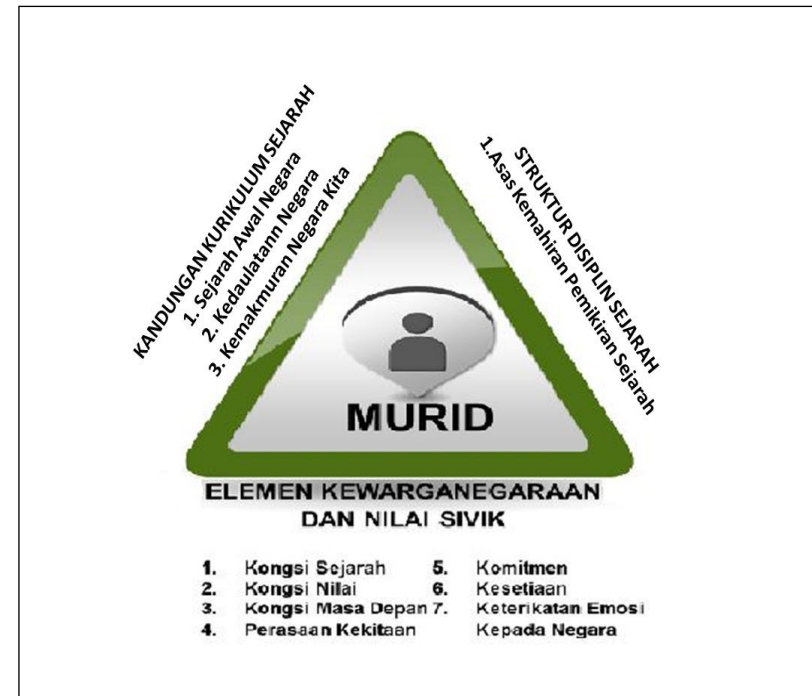 KANDUNGAN KURIKULUM SEJARAH
1. Sejarah Awal Negara
2. Kedaulatann Negara
3. Kemakmuran Negara Kita
STRUKTUR DISIPLIN SEJARAH
1.Asas Kemahiran Pemikiran Sejarah
MURID
ELEMEN KEWARGANEGARAAN
DAN NILAI SIVIK
1. Kongsi Sejarah
2. Kongsi Nilai
3. Kongsi Masa Depan
4. Perasaan Kekitaan
5. Komitmen
6. Kesetiaan
7. Keterikatan Emosi
Kepada Negara